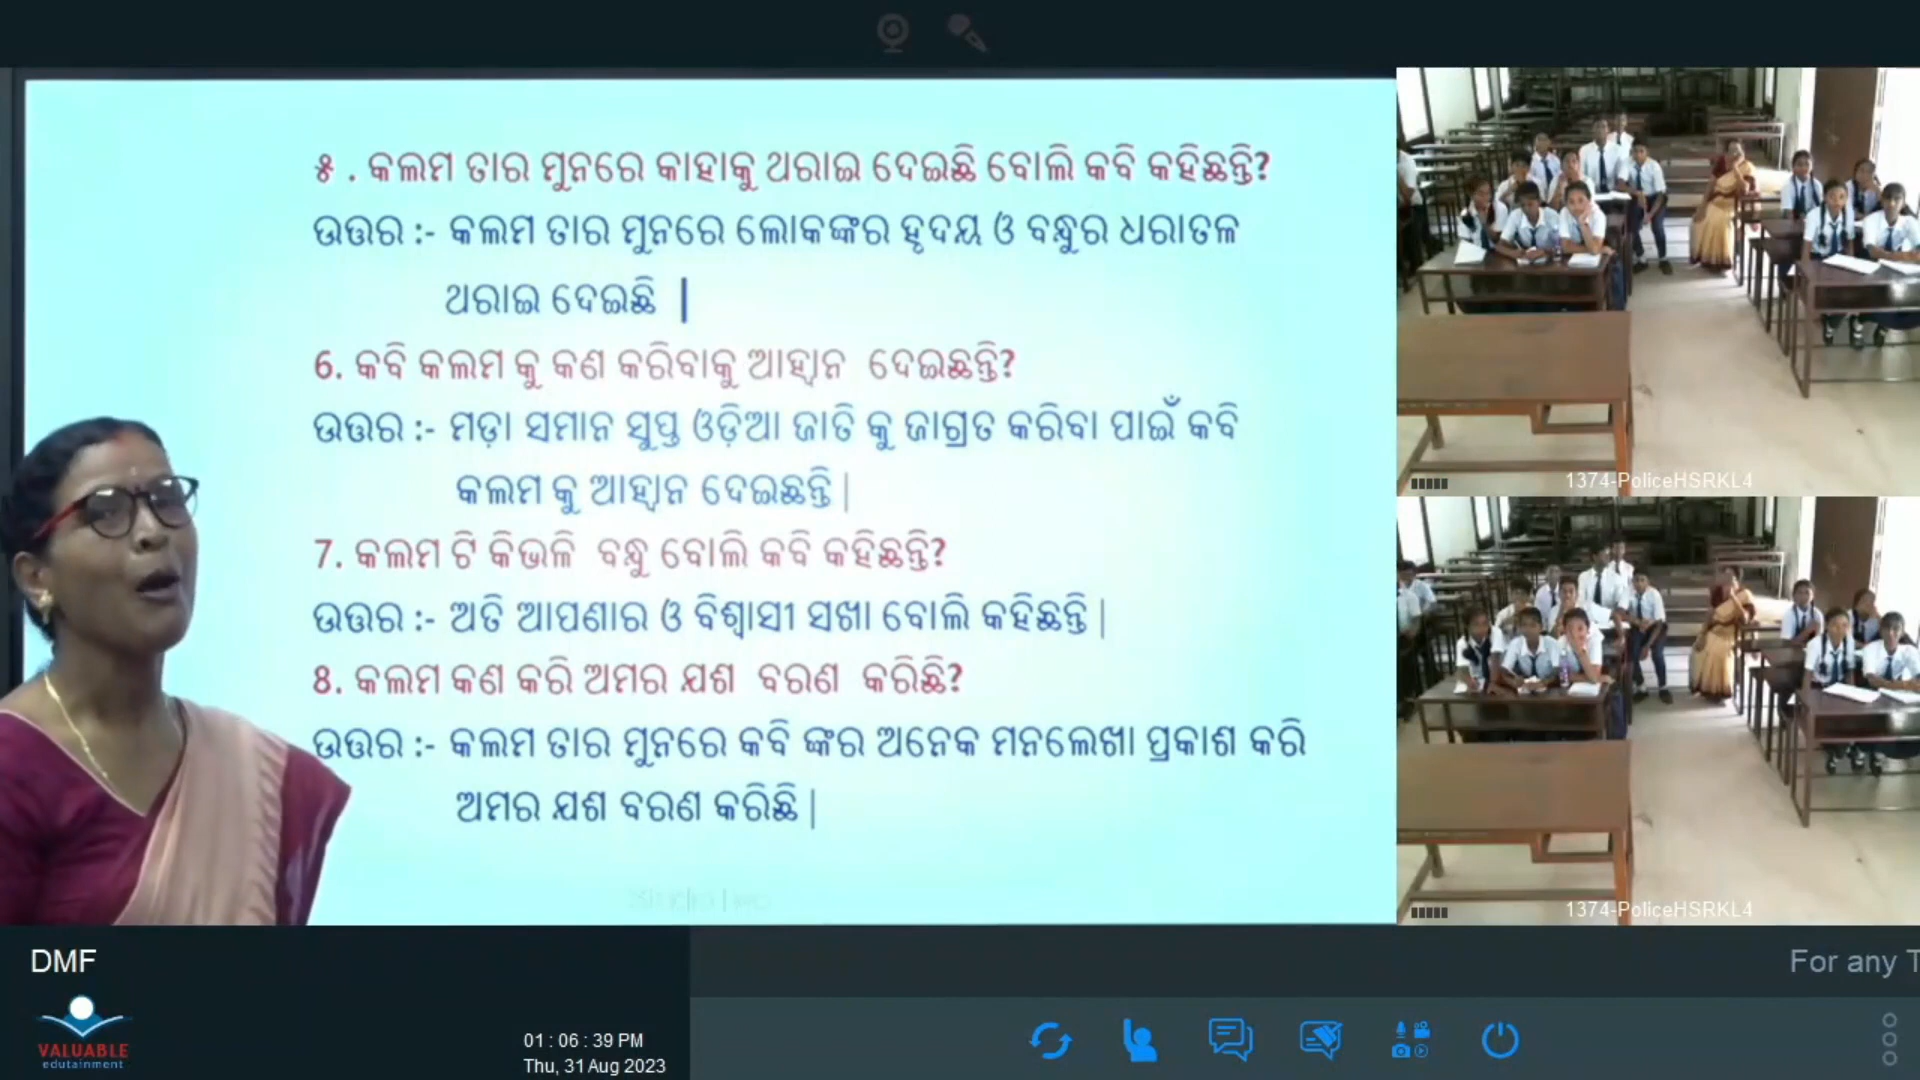 ୫ . କଲମ ତାର ମୁନରେ କାହାକୁ ଥରାଇ ଦେଇଛି ବୋଲି କବି କହିଛନ୍ତି?
ଉତ୍ତର :- କଲମ ତାର ମୁନରେ ଲୋକଙ୍କର ହୃଦୟ ଓ ବନ୍ଧୁର ଧରାତଳ
ଥରାଇ ଦେଇଛି |
6. କବି କଲମ କୁ କଣ କରିବାକୁ ଆହ୍ଵାନ ଦେଇଛନ୍ତି?
ଉତ୍ତର :- ମଡ଼ା ସମାନ ସୁପ୍ତ ଓଡ଼ିଆ ଜାତି କୁ ଜାଗ୍ରତ କରିବା ପାଇଁ କବି
କଲମ କୁ ଆହ୍ଵାନ ଦେଇଛନ୍ତି |
7. କଲମ ଟି କିଭଳି ବନ୍ଧୁ ବୋଲି କବି କହିଛନ୍ତି?
ଉତ୍ତର :- ଅତି ଆପଣାର ଓ ବିଶ୍ୱାସୀ ସଖା ବୋଲି କହିଛନ୍ତି |
8. କଲମ କଣ କରି ଅମର ଯଶ ବରଣ କରିଛି?
ଉତ୍ତର :- କଲମ ତାର ମୁନରେ କବି ଙ୍କର ଅନେକ ମନଲେଖା ପ୍ରକାଶ କରି
ଅମର ଯଶ ବରଣ କରିଛି |
1374-PoliceHSRKL4
1374-PoliceHSRKL4
DMF
For any T
VALUABLE
edutainment
01 : 06 : 39 PM
Thu, 31 Aug 2023